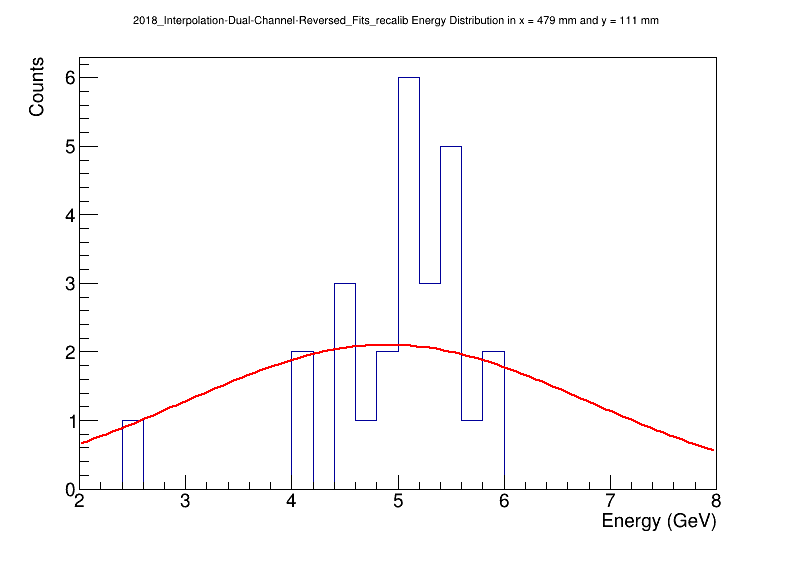 2018_Interpolation-Dual-Channel-Reversed_Fits_recalib Energy Distribution in x = 479 mm and y = 111 mm
Counts
6
5
4
3
2
1
0
2 3 4 5 6 7 8
Energy (GeV)